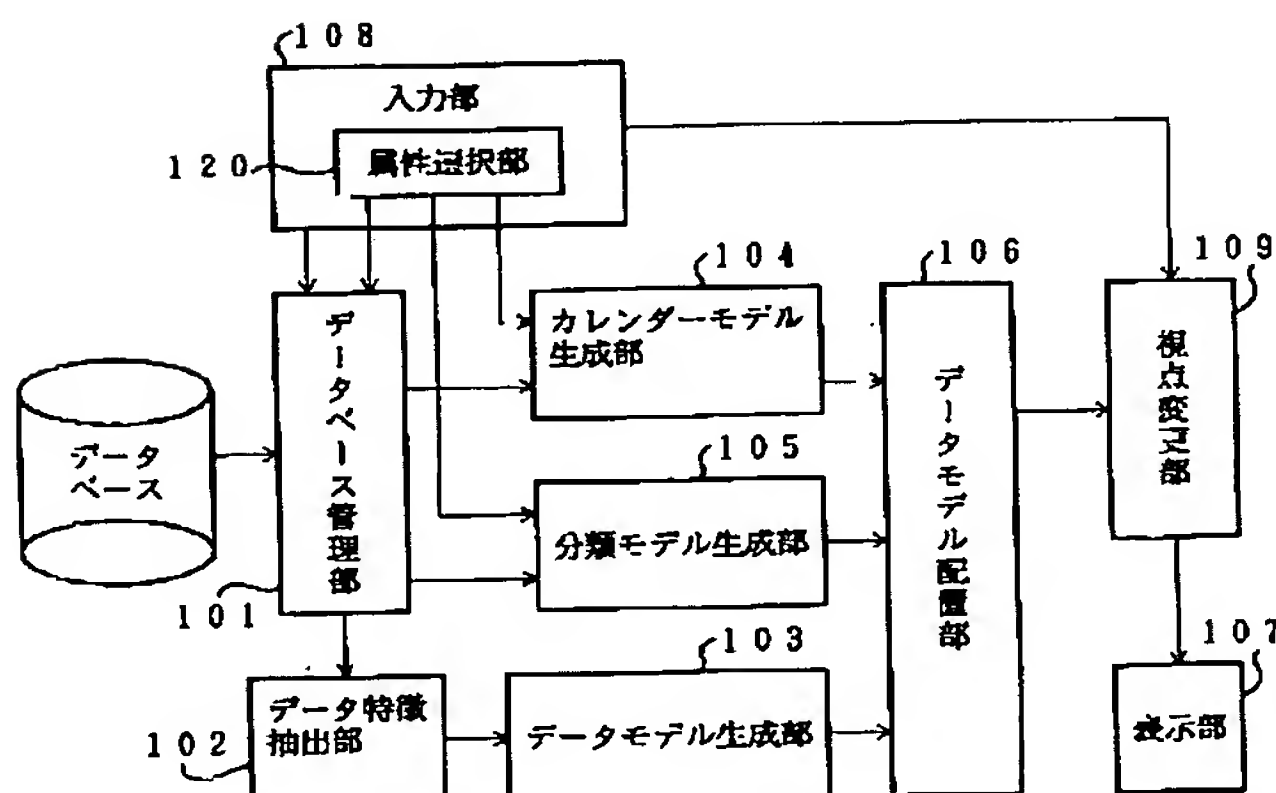 108
入力部
120
属性選択部
104
106
109
カレンダーモデル
生成部
データベース管理部
データモデル配置部
視点変更部
データ
ベース
105
分類モデル生成部
101
103
107
データ特徴
抽出部
データモデル生成部
表示部
102